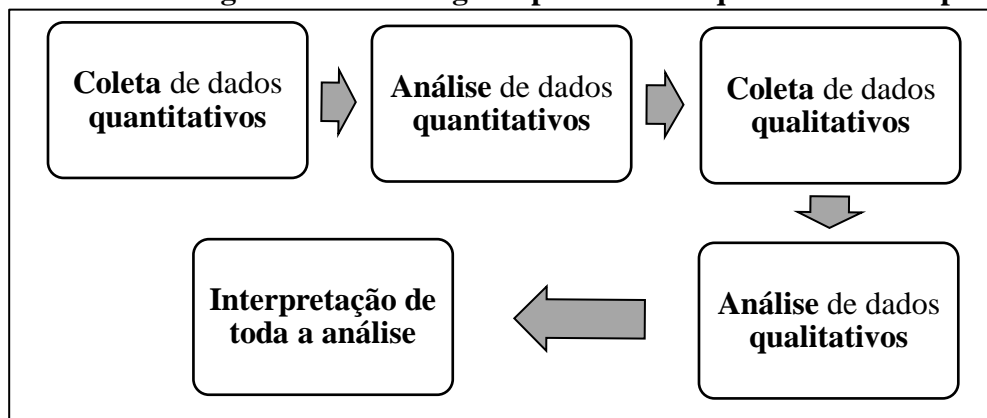 Coleta de dados
quantitativos
Análise de dados
quantitativos
Coleta de dados
qualitativos
Análise de dados
qualitativos
Interpretação de
toda a análise